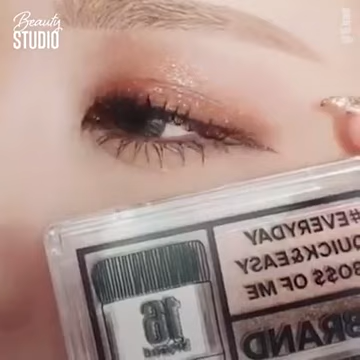 Beauty
STUDIO
#EVERYDAY
QUICK&EASY
BOSS OF ME
16
BRAND